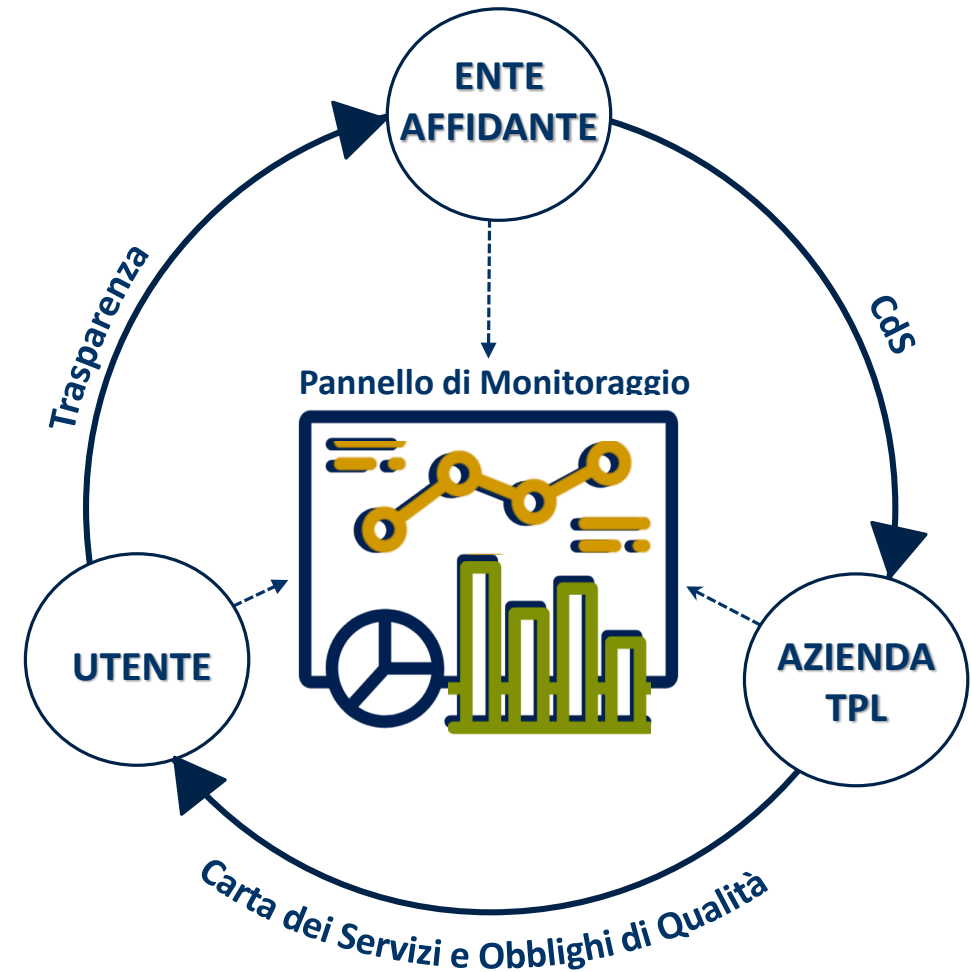 ENTE
AFFIDANTE
Trasparenza
CdS
Pannello di Monitoraggio
UTENTE
AZIENDA
TPL
Carta dei Servizi e Obblighi di Qualità